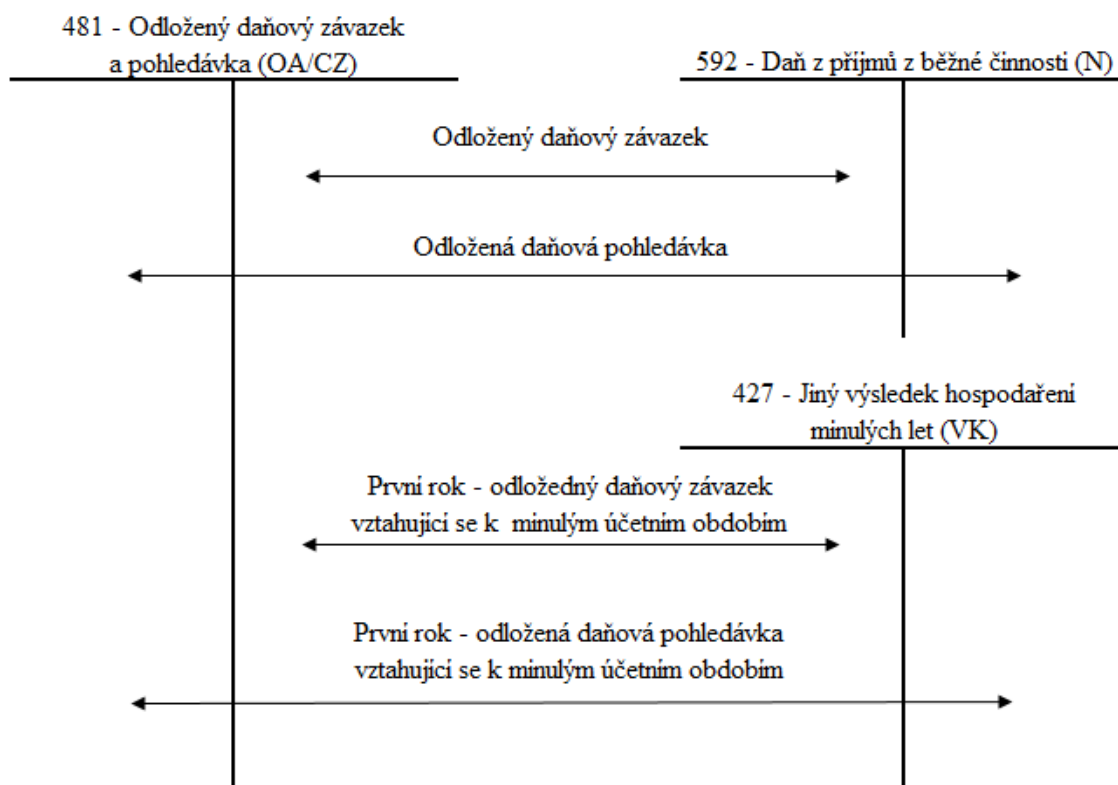 481 - Odložený daňový závazek
a pohledávka (OA/CZ)
592 - Daň z příjmů z běžné činnosti (N)
Odložený daňový závazek
Odložená daňová pohledávka
427 - Jiný výsledek hospodaření
minulých let (VK)
První rok - odložedný daňový závazek
vztahující se k minulým účetním obdobím
První rok - odložená daňová pohledávka
vztahující se k minulým účetním obdobím